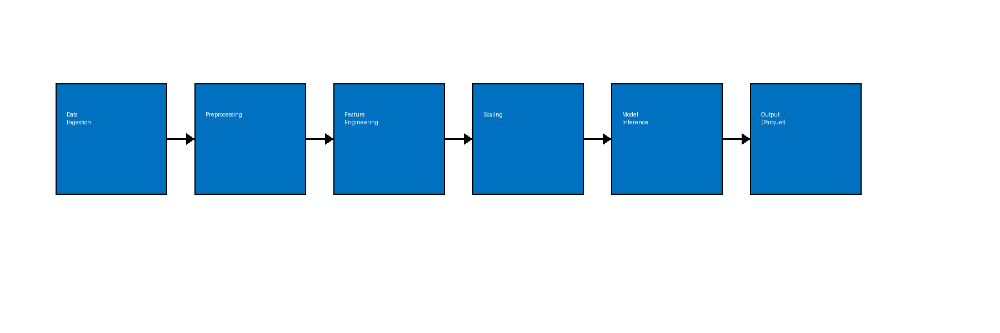 Data
Ingestion
Preprocessing
Feature
Engineering
Scaling
Model
Inference
Output
(Parquet)